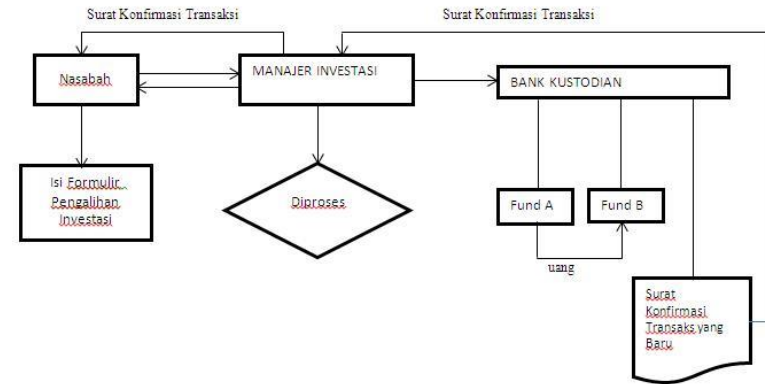 Surat Konfirmasi Transaksi
Surat Konfirmasi Transaksi
Nasabah
MANAJER INVESTASI
BANK KUSTODIAN
Isi Formulir
Pengalihan
Investasi
Diproses
Fund A
Fund B
uang
Surat
Konfirmasi
Transaks yang
Baru